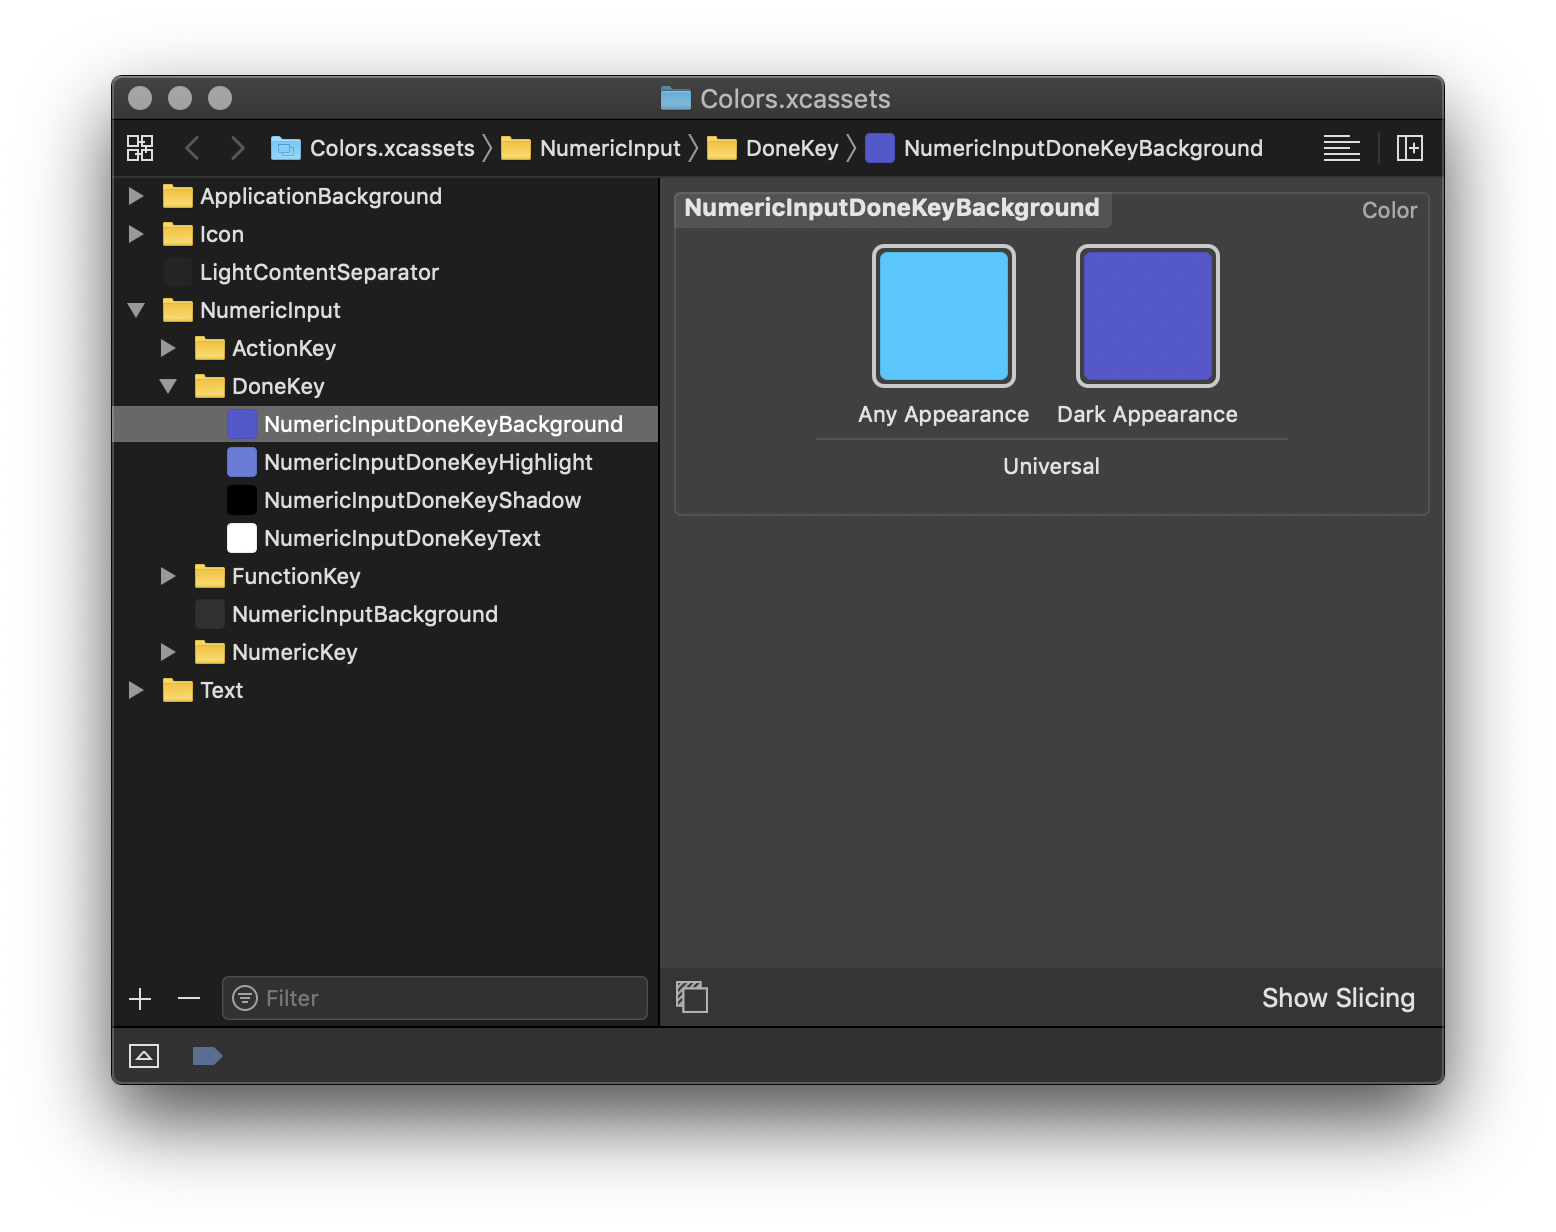 Colors.xcassets
Colors.xcassets NumericInput DoneKey NumericInputDoneKeyBackground
ApplicationBackground
Icon
LightContentSeparator
NumericInput
ActionKey
DoneKey
NumericInputDoneKeyBackground
NumericInputDoneKeyHighlight
NumericInputDoneKeyShadow
NumericInputDoneKeyText
FunctionKey
NumericInputBackground
NumericKey
Text
Filter
NumericInputDoneKeyBackground
Color
Any Appearance Dark Appearance
Universal
Show Slicing